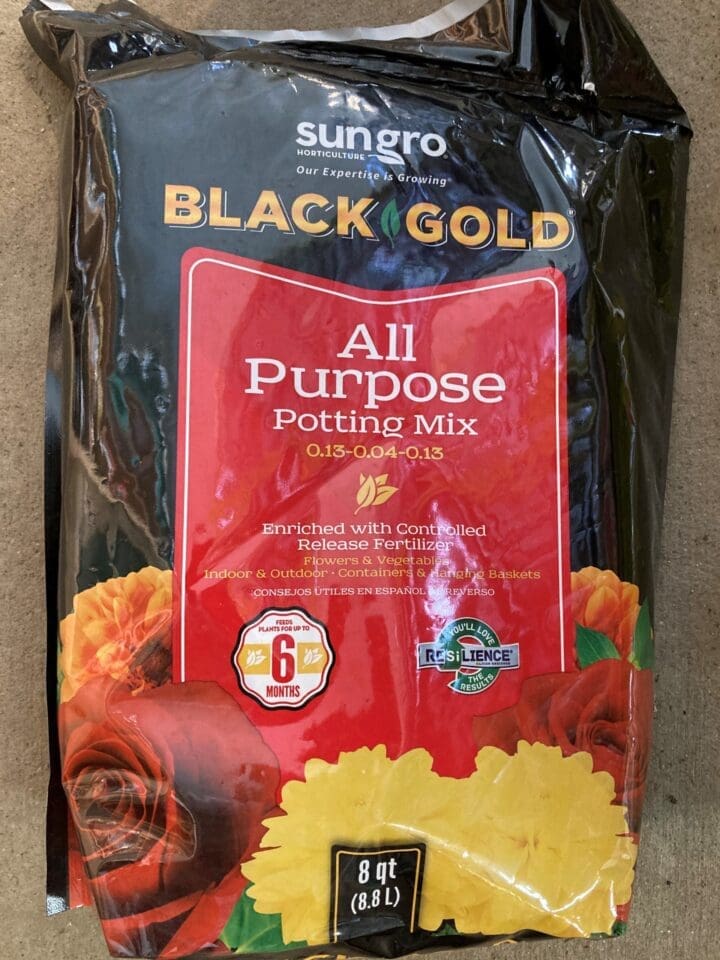 sungro
HORTICULTURE
Our Expertise is Growing®
BLACK GOLD®
All
Purpose
Potting Mix
0.13-0.04-0.13
Enriched with Controlled
Release Fertilizer
Flowers & Vegetables
Indoor & Outdoor · Containers & Hanging Baskets
CONSEJOS ÚTILES EN ESPAÑOL REVERSO
FEEDS
PLANTS FOR UP TO
6
MONTHS
YOU'LL LOVE
RESiLIENCE®
SILICON ENRICHED
THE
RESULTS
8 qt
(8.8 L)